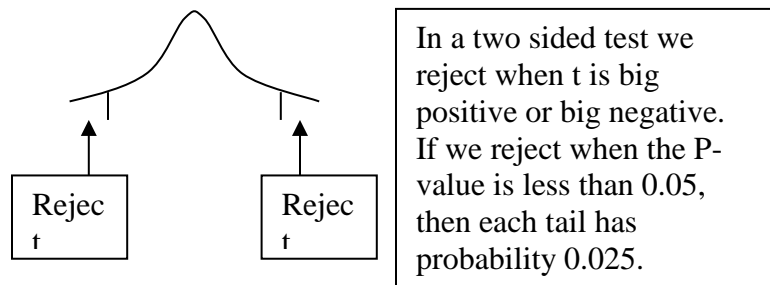 In a two sided test we
reject when t is big
positive or big negative.
If we reject when the P-
value is less than 0.05,
then each tail has
probability 0.025.
Rejec
t
Rejec
t